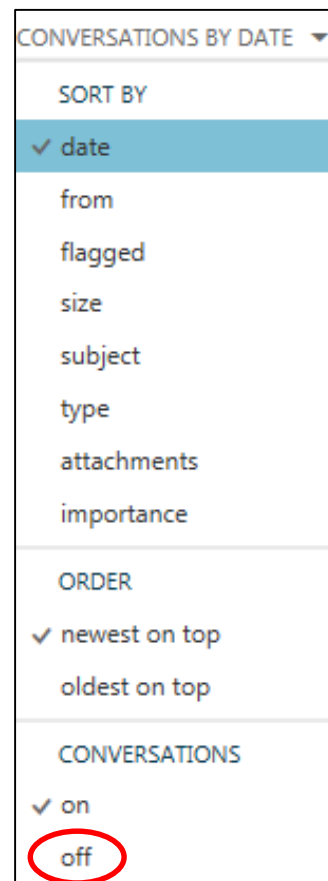 CONVERSATIONS BY DATE
SORT BY
date
from
flagged
size
subject
type
attachments
importance
ORDER
newest on top
oldest on top
CONVERSATIONS
on
off